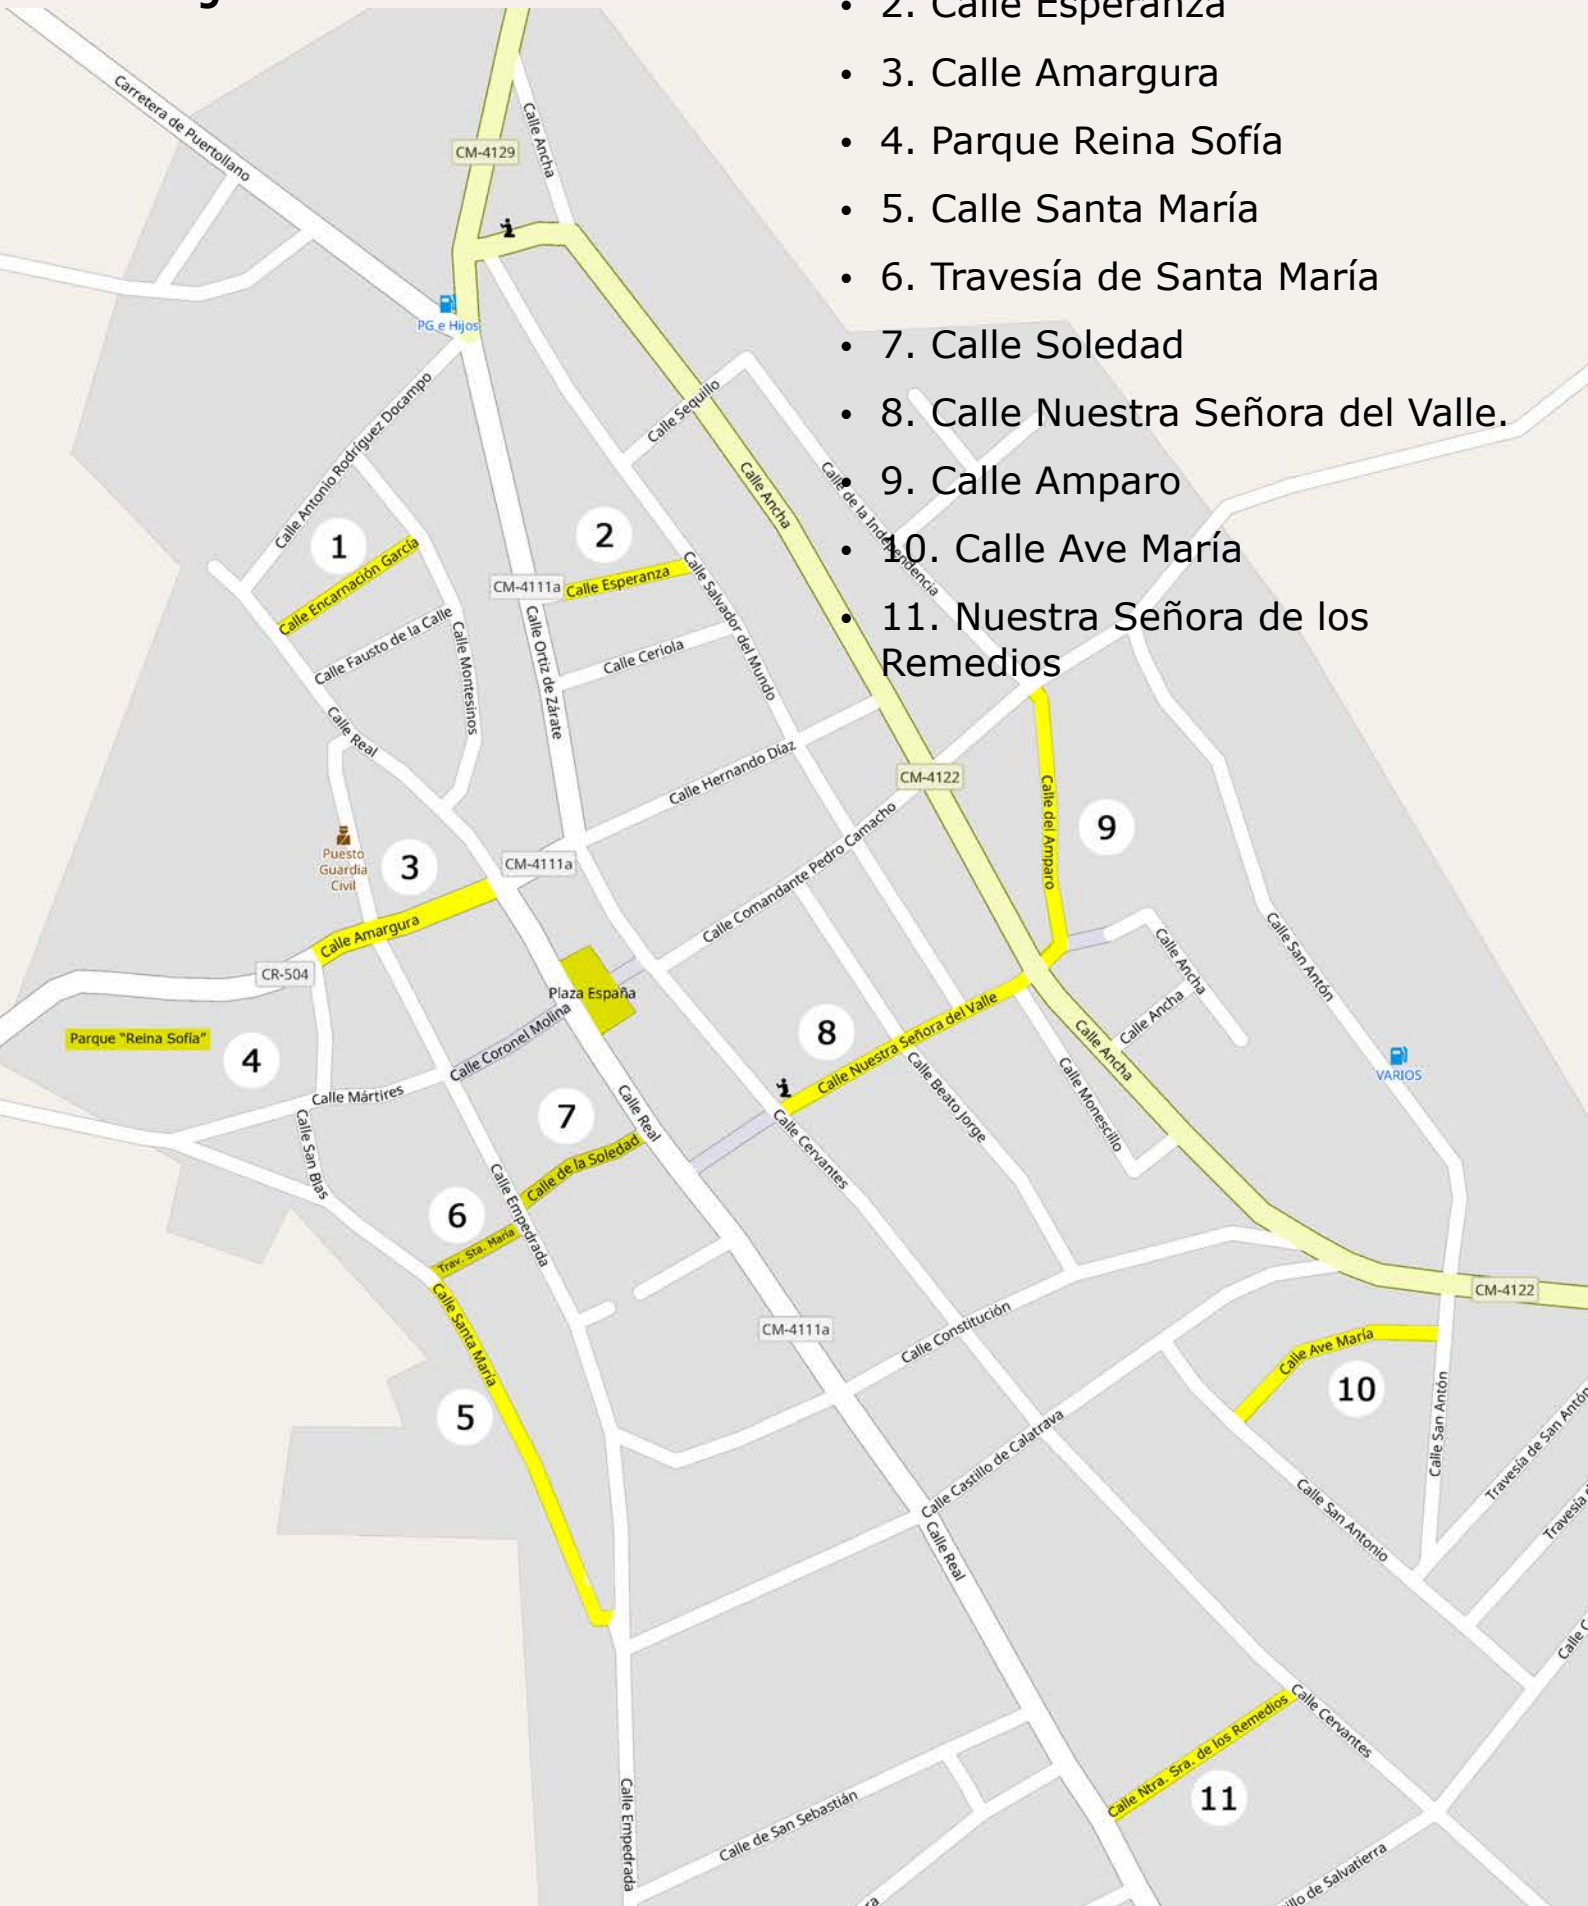 2. Calle Esperanza
3. Calle Amargura
4. Parque Reina Sofía
5. Calle Santa María
6. Travesía de Santa María
7. Calle Soledad
8. Calle Nuestra Señora del Valle.
9. Calle Amparo
10. Calle Ave María
11. Nuestra Señora de los
Remedios
Carretera de Puertollano
Calle Ancha
CM-4129
PG e Hijos
Calle Antonio Rodríguez Docampo
Calle Sequillo
Calle Ancha
Calle de la Independencia
1
Calle Encarnación García
2
CM-4111a
Calle Esperanza
Calle Salvador del Mundo
Calle Fausto de la Calle
Calle Montesinos
Calle Ortiz de Zárate
Calle Ceriola
Calle Real
Calle Hernando Díaz
CM-4122
Calle Comandante Pedro Camacho
Calle del Amparo
9
Puesto
Guardia
Civil
3
CM-4111a
Calle Amargura
CR-504
Plaza España
Calle Ancha
Calle San Antón
Calle Coronel Molina
Parque "Reina Sofía"
4
8
Calle Nuestra Señora del Valle
Calle Ancha
Calle Ancha
VARIOS
Calle Mártires
7
Calle Real
Calle Beato Jorge
Calle Monescillo
Calle San Blas
Calle de la Soledad
Calle Cervantes
6
Trav. Sta. María
Calle Empedrada
Calle Santa María
CM-4111a
Calle Constitución
CM-4122
Calle Ave María
10
5
Calle Castillo de Calatrava
Calle San Antón
Travesía de San Antón
Calle San Antonio
Travesía
Calle Real
Calle
Calle Ntra. Sra. de los Remedios
Calle Cervantes
11
Calle Empedrada
Calle de San Sebastián
de Salvatierra